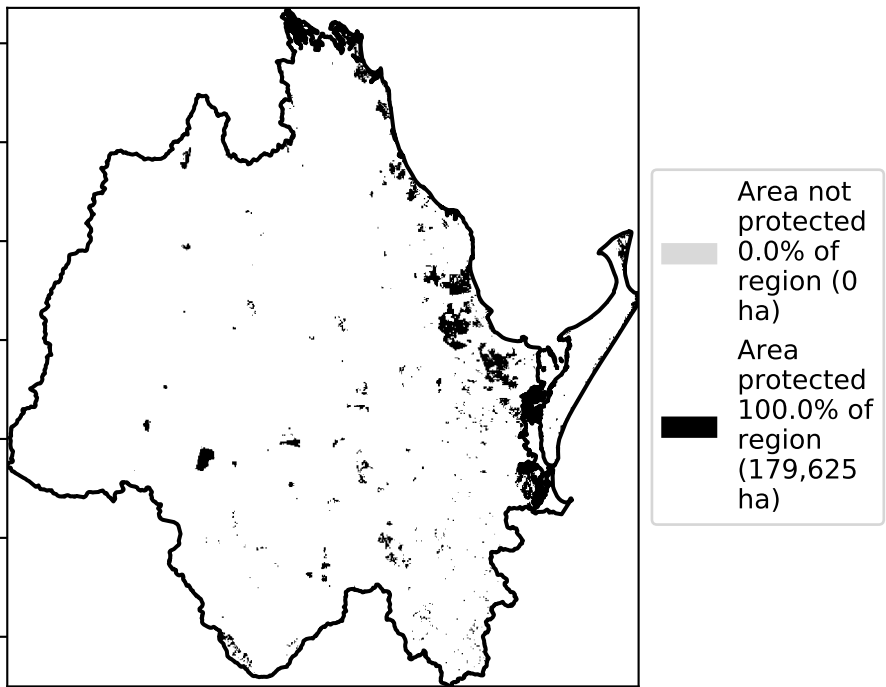 Area not
protected
0.0% of
region (0
ha)
Area
protected
100.0% of
region
(179,625
ha)